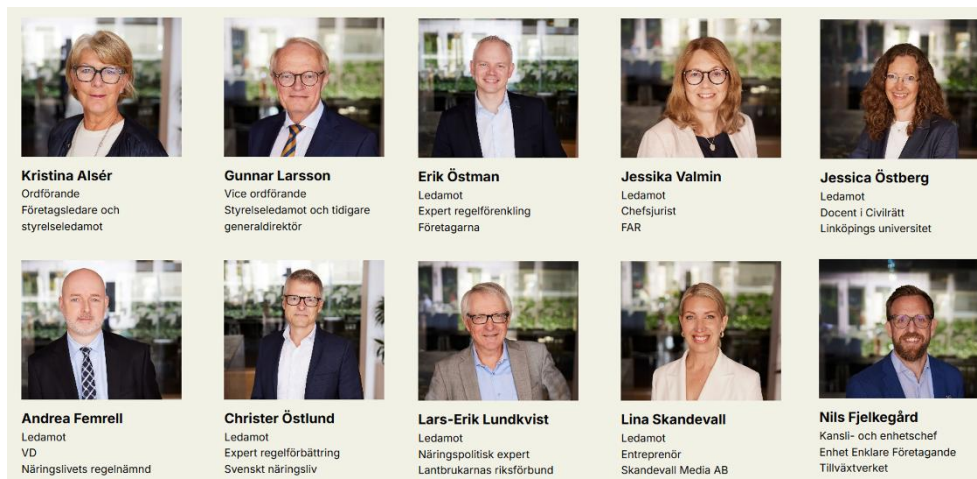 Kristina Alsér
Ordförande
Företagsledare och
styrelseledamot
Gunnar Larsson
Vice ordförande
Styrelseledamot och tidigare
generaldirektör
Erik Östman
Ledamot
Expert regelförenkling
Företagarna
Jessika Valmin
Ledamot
Chefsjurist
FAR
Jessica Östberg
Ledamot
Docent i Civilrätt
Linköpings universitet
Andrea Femrell
Ledamot
VD
Näringslivets regelnämnd
Christer Östlund
Ledamot
Expert regelförbättring
Svenskt näringsliv
Lars-Erik Lundkvist
Ledamot
Näringspolitisk expert
Lantbrukarnas riksförbund
Lina Skandevall
Ledamot
Entreprenör
Skandevall Media AB
Nils Fjelkegård
Kansli- och enhetschef
Enhet Enklare Företagande
Tillväxtverket